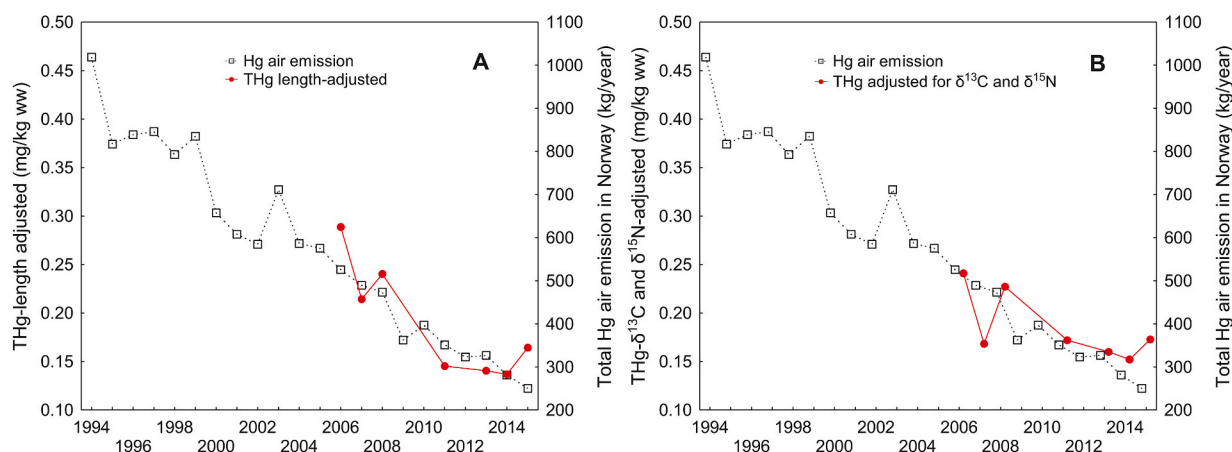 A
Hg air emission
THg length-adjusted
THg-length adjusted (mg/kg ww)
0.50
0.45
0.40
0.35
0.30
0.25
0.20
0.15
0.10
1100
1000
900
800
700
600
500
400
300
200
Total Hg air emission in Norway (kg/year)
1994 1998 2002 2006 2010 2014
1996 2000 2004 2008 2012
B
Hg air emission
THg adjusted for δ¹³C and δ¹⁵N
THg-δ¹³C and δ¹⁵N-adjusted (mg/kg ww)
0.50
0.45
0.40
0.35
0.30
0.25
0.20
0.15
0.10
1100
1000
900
800
700
600
500
400
300
200
Total Hg air emission in Norway (kg/year)
1994 1998 2002 2006 2010 2014
1996 2000 2004 2008 2012